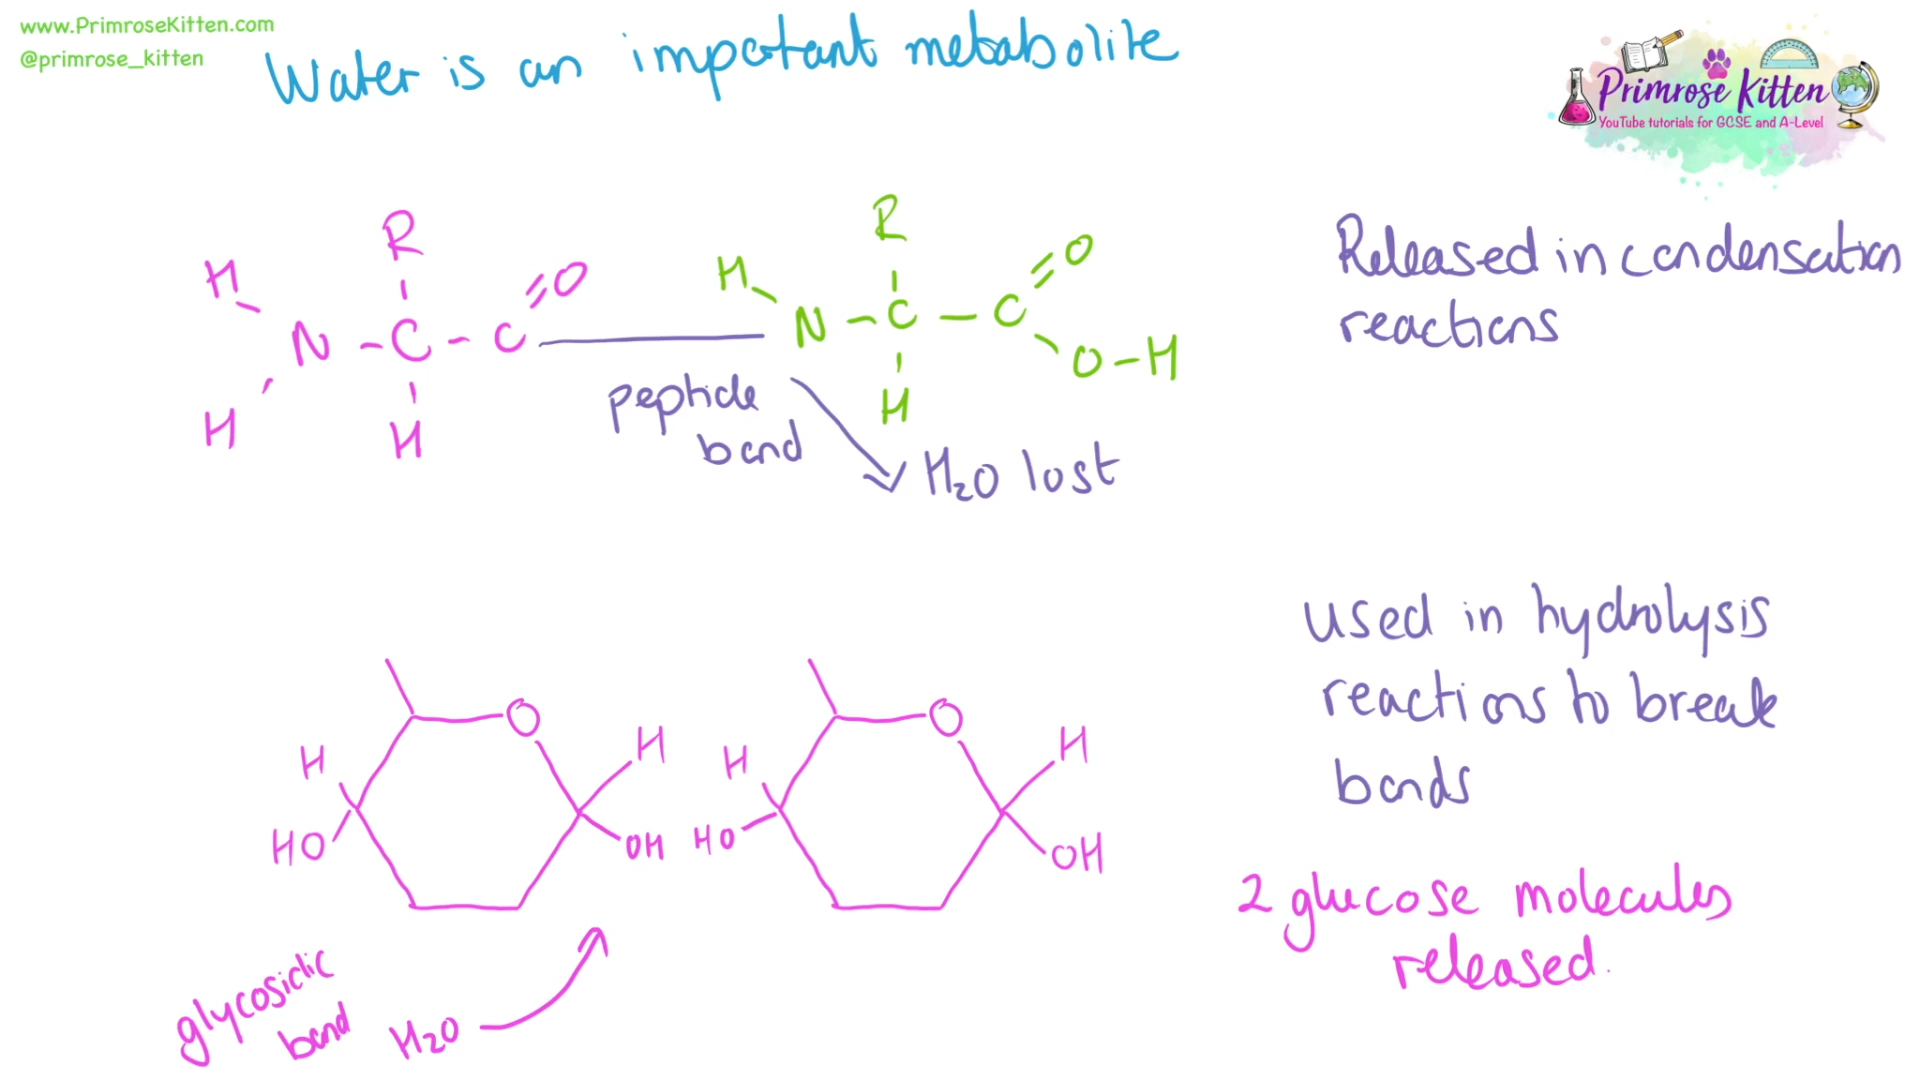 www.PrimroseKitten.com
@primrose_kitten
Water is an important metabolite
Primrose Kitten
YouTube tutorials for GCSE and A-Level
R
H
O
N - C - C
H
H
R
H
O
N - C - C
O - H
H
peptide
bond
H₂O lost
Released in condensation
reactions
used in hydrolysis
reactions to break
bonds
O
H
H
HO
OH
O
H
H
HO
OH
2 glucose molecules
released.
glycosidic
bond
H₂O